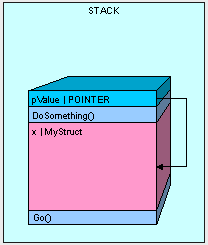 STACK
pValue | POINTER
DoSomething()
x | MyStruct
Go()